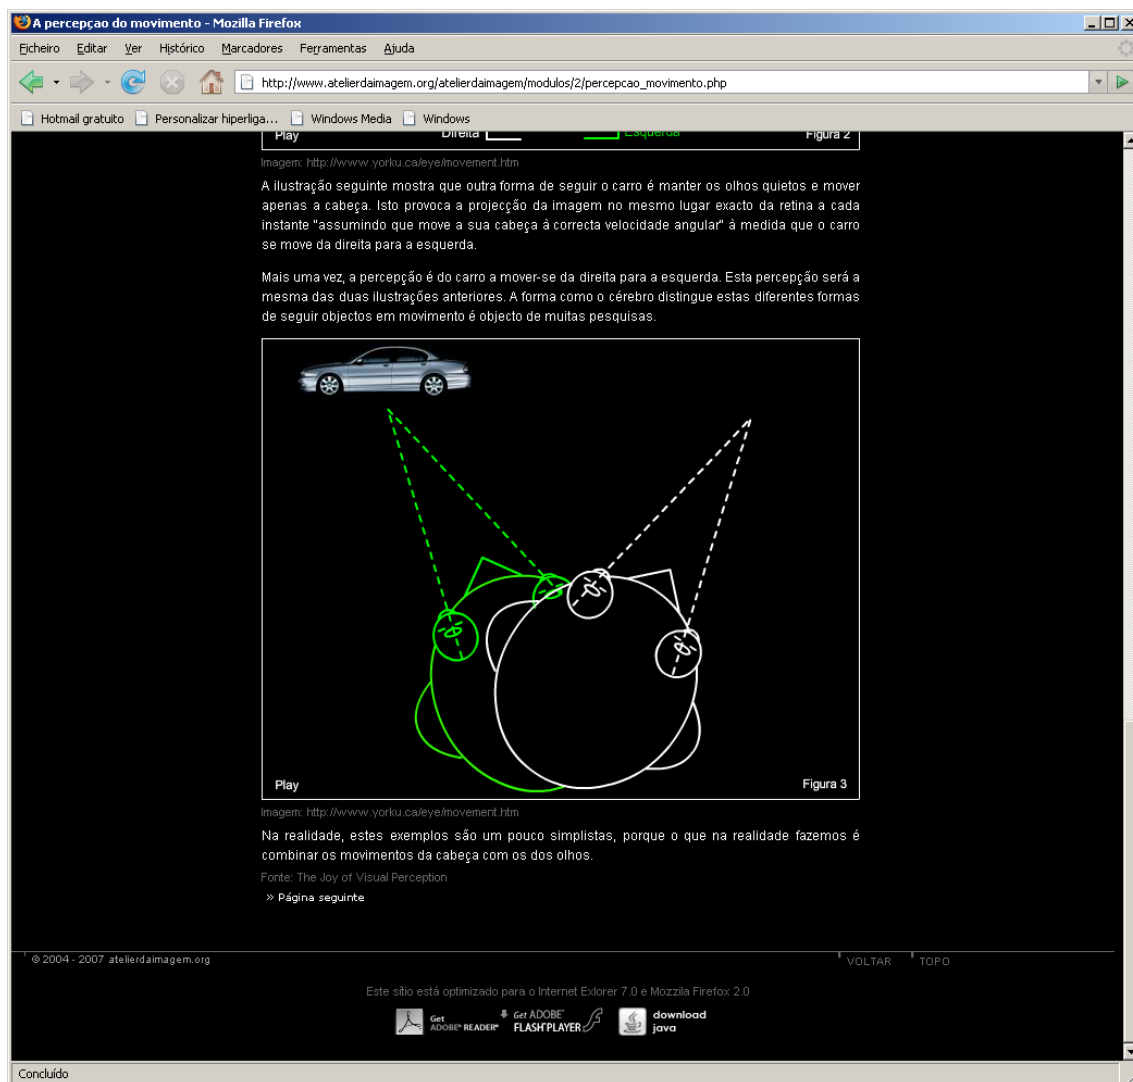 A percepçao do movimento - Mozilla Firefox
Ficheiro Editar Ver Histórico Marcadores Ferramentas Ajuda
http://www.atelierdaimagem.org/atelierdaimagem/modulos/2/percepcao_movimento.php
Hotmail gratuito Personalizar hiperliga... Windows Media Windows
Play Direita Esquerda Figura 2
Imagem: http://www.yorku.ca/eye/movement.htm
A ilustração seguinte mostra que outra forma de seguir o carro é manter os olhos quietos e mover
apenas a cabeça. Isto provoca a projecção da imagem no mesmo lugar exacto da retina a cada
instante "assumindo que move a sua cabeça à correcta velocidade angular" à medida que o carro
se move da direita para a esquerda.
Mais uma vez, a percepção é do carro a mover-se da direita para a esquerda. Esta percepção será a
mesma das duas ilustrações anteriores. A forma como o cérebro distingue estas diferentes formas
de seguir objectos em movimento é objecto de muitas pesquisas.
Play Figura 3
Imagem: http://www.yorku.ca/eye/movement.htm
Na realidade, estes exemplos são um pouco simplistas, porque o que na realidade fazemos é
combinar os movimentos da cabeça com os dos olhos.
Fonte: The Joy of Visual Perception
» Página seguinte
© 2004 - 2007 atelierdaimagem.org VOLTAR TOPO
Este sítio está optimizado para o Internet Exlorer 7.0 e Mozzila Firefox 2.0
Get ADOBE® READER® Get ADOBE® FLASH® PLAYER download java
Concluído